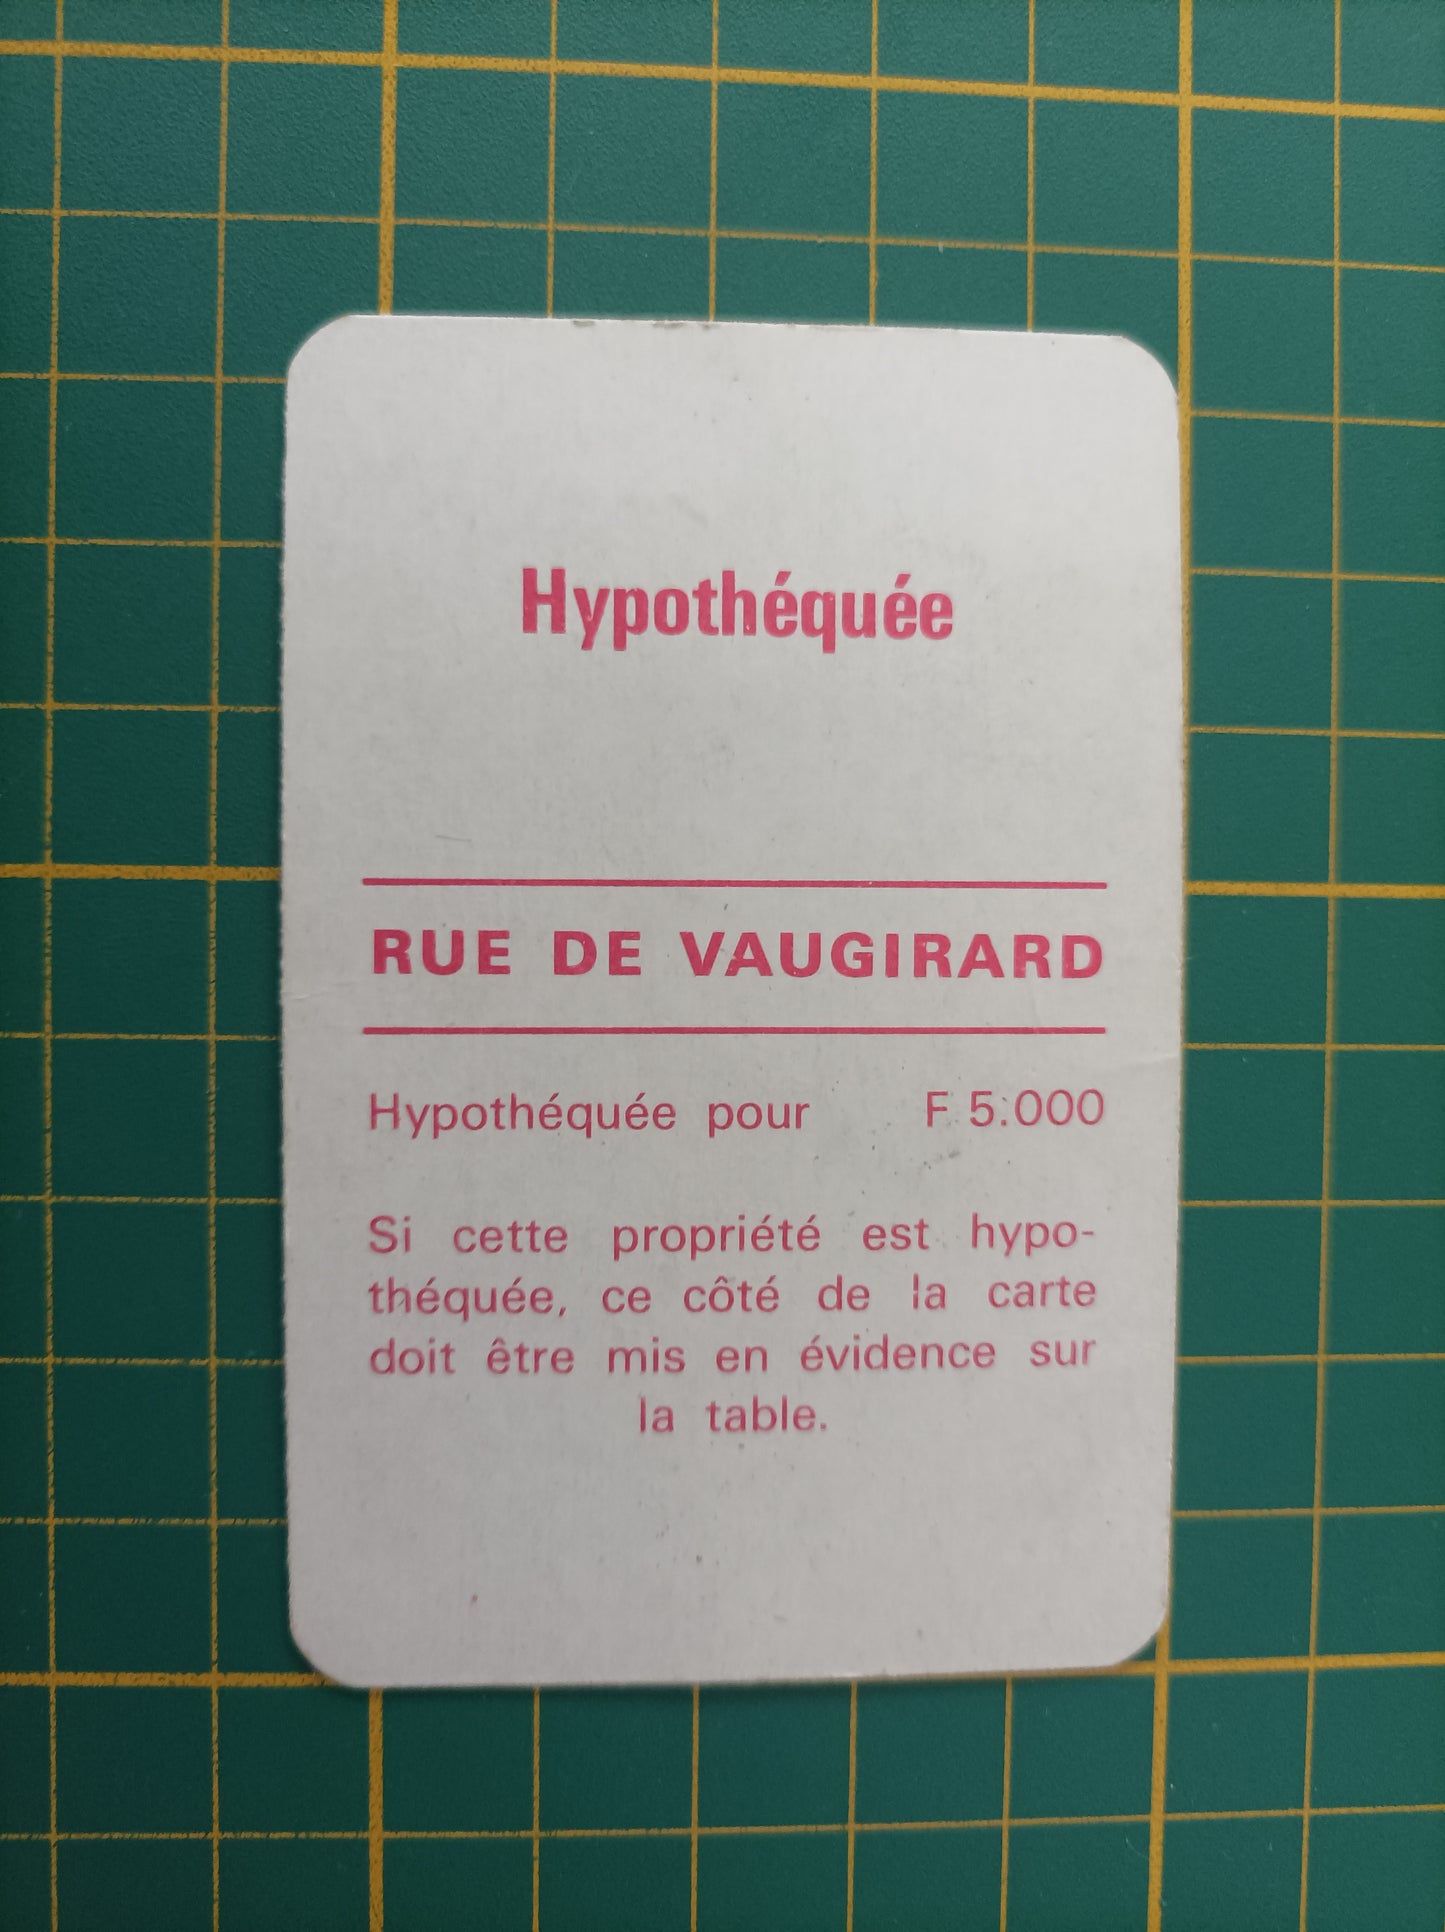 Hypothéquée
RUE DE VAUGIRARD
Hypothéquée pour F 5.000
Si cette propriété est hypo-
théquée, ce côté de la carte
doit être mis en évidence sur
la table.